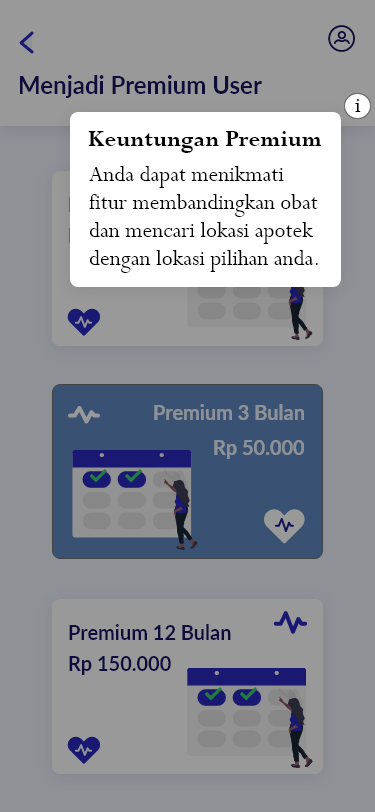 Menjadi Premium User
i
Keuntungan Premium
Anda dapat menikmati
fitur membandingkan obat
dan mencari lokasi apotek
dengan lokasi pilihan anda.
Premium 3 Bulan
Rp 50.000
Premium 12 Bulan
Rp 150.000